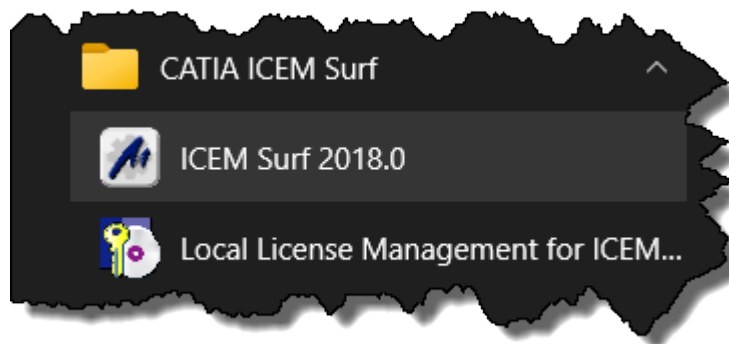 CATIA ICEM Surf
ICEM Surf 2018.0
Local License Management for ICEM...